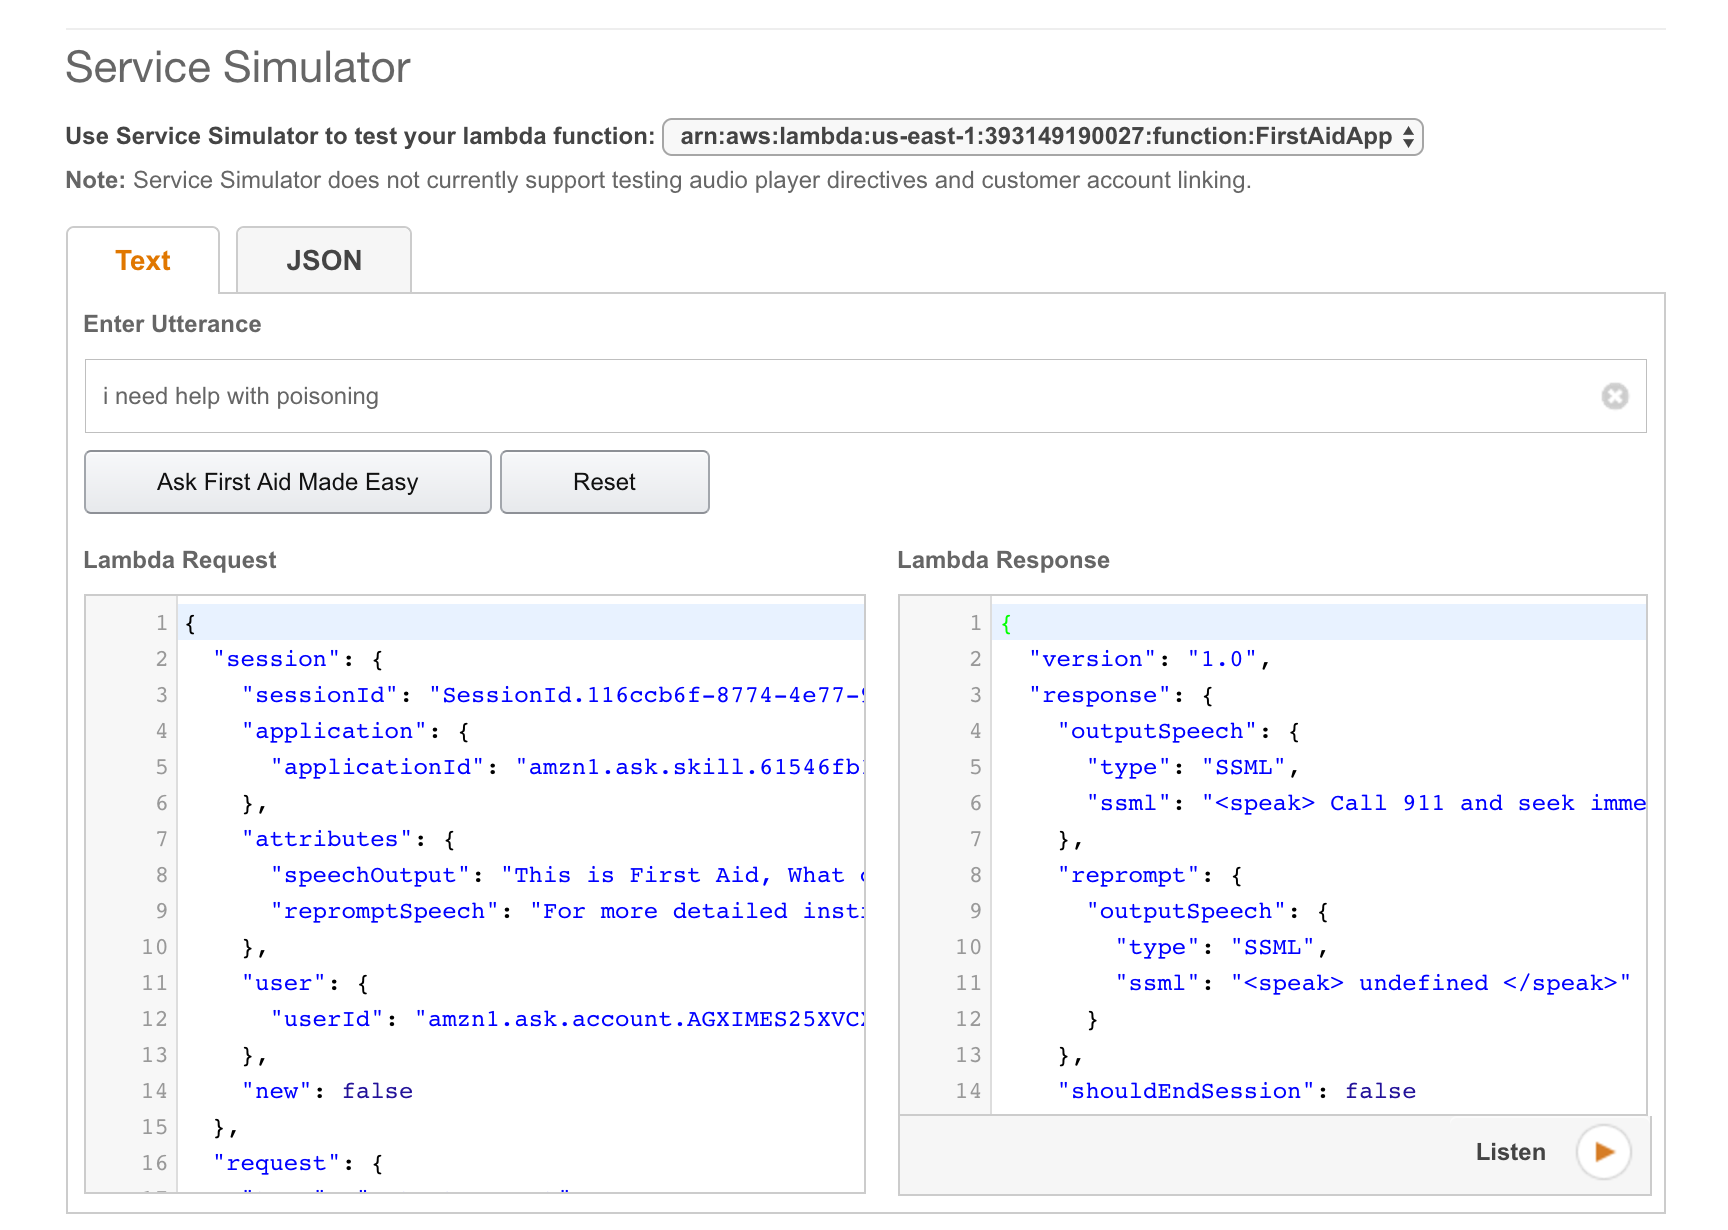 Service Simulator
Use Service Simulator to test your lambda function: arn:aws:lambda:us-east-1:393149190027:function:FirstAidApp
Note: Service Simulator does not currently support testing audio player directives and customer account linking.
Text JSON
Enter Utterance
i need help with poisoning
Ask First Aid Made Easy Reset
Lambda Request
1 {
2 "session": {
3 "sessionId": "SessionId.116ccb6f-8774-4e77-
4 "application": {
5 "applicationId": "amzn1.ask.skill.61546fb
6 },
7 "attributes": {
8 "speechOutput": "This is First Aid, What
9 "repromptSpeech": "For more detailed inst
10 },
11 "user": {
12 "userId": "amzn1.ask.account.AGXIMES25XVC
13 },
14 "new": false
15 },
16 "request": {
Lambda Response
1 {
2 "version": "1.0",
3 "response": {
4 "outputSpeech": {
5 "type": "SSML",
6 "ssml": "<speak> Call 911 and seek imme
7 },
8 "reprompt": {
9 "outputSpeech": {
10 "type": "SSML",
11 "ssml": "<speak> undefined </speak>"
12 }
13 },
14 "shouldEndSession": false
Listen